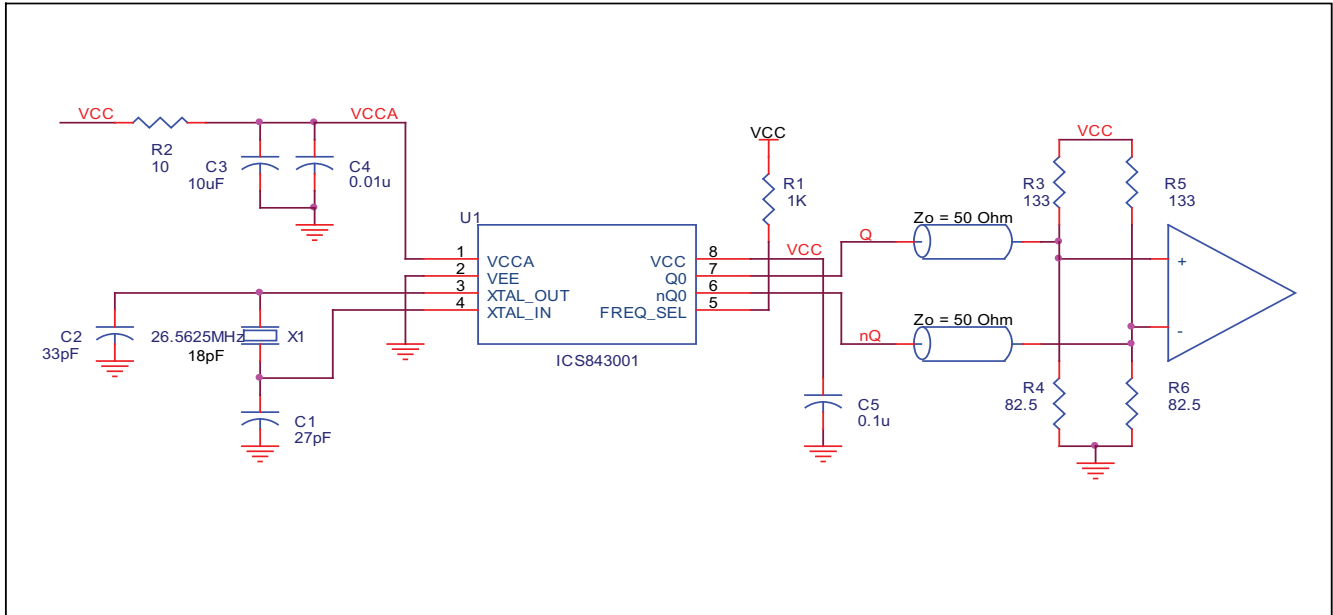 VCC
R2
10
C3
10uF
C4
0.01u
VCCA
U1
1
VCCA
2
VEE
3
XTAL_OUT
4
XTAL_IN
8
VCC
7
Q0
6
nQ0
5
FREQ_SEL
ICS843001
C2
33pF
26.5625MHz
18pF
X1
C1
27pF
VCC
R1
1K
VCC
Q
Zo = 50 Ohm
nQ
Zo = 50 Ohm
C5
0.1u
VCC
R3
133
R5
133
+
-
R4
82.5
R6
82.5